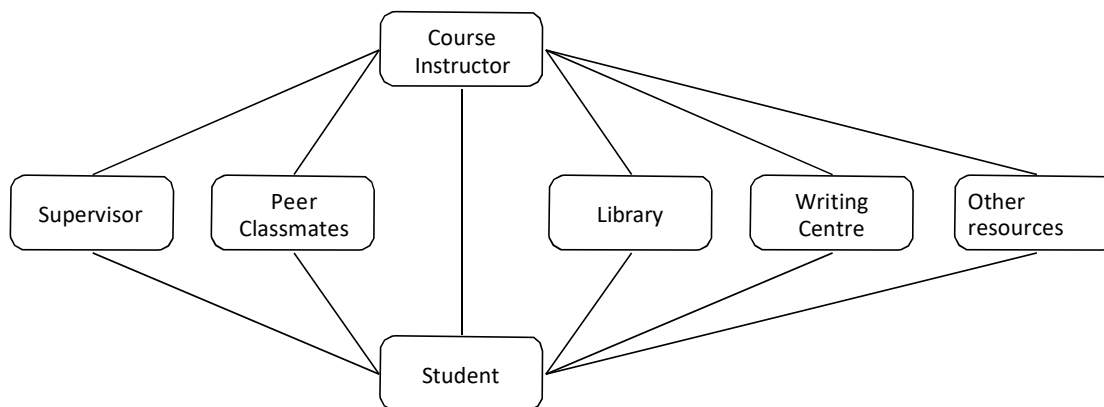 Course
Instructor
Supervisor
Peer
Classmates
Library
Writing
Centre
Other
resources
Student